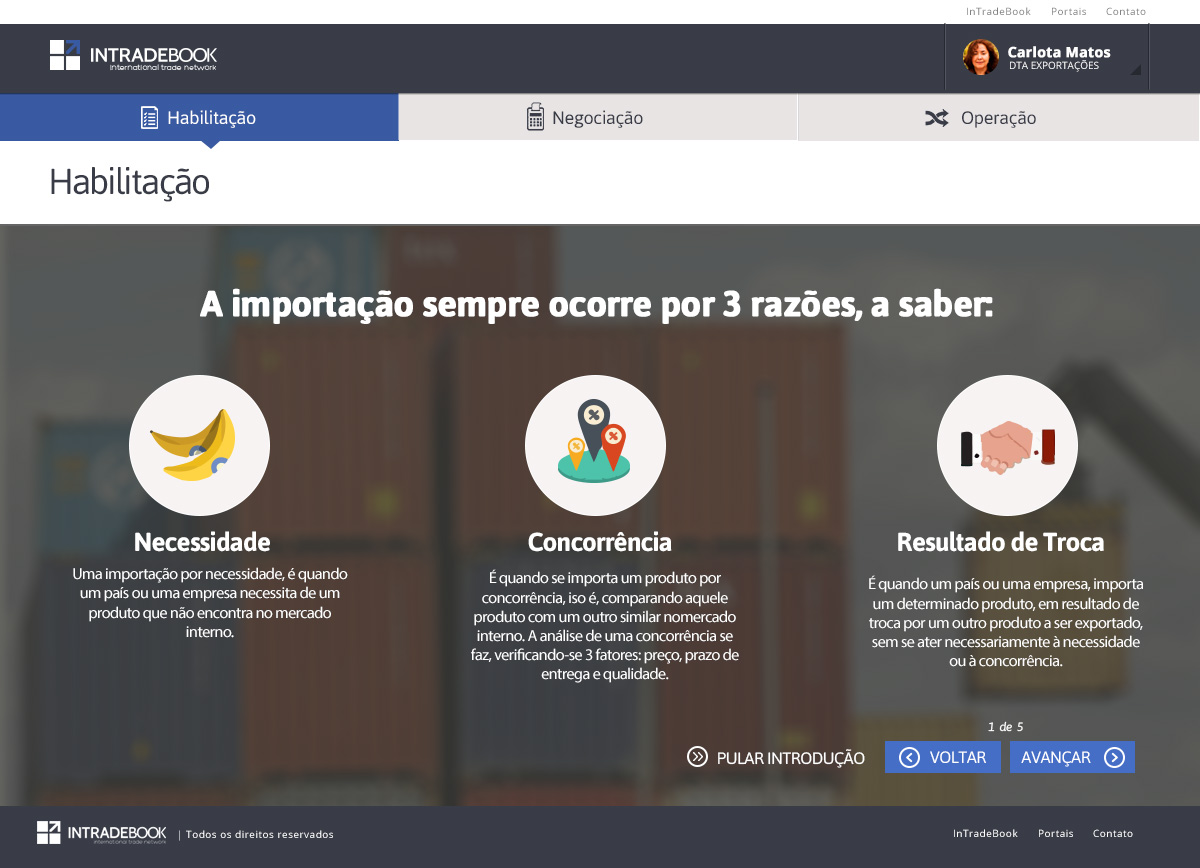 InTradeBook Portais Contato
INTRADEBOOK
international trade network
Carlota Matos
DTA EXPORTAÇÕES
Habilitação
Negociação
Operação
Habilitação
A importação sempre ocorre por 3 razões, a saber:
Necessidade
Uma importação por necessidade, é quando
um país ou uma empresa necessita de um
produto que não encontra no mercado
interno.
Concorrência
É quando se importa um produto por
concorrência, iso é, comparando aquele
produto com um outro similar nomercado
interno. A análise de uma concorrência se
faz, verificando-se 3 fatores: preço, prazo de
entrega e qualidade.
Resultado de Troca
É quando um país ou uma empresa, importa
um determinado produto, em resultado de
troca por um outro produto a ser exportado,
sem se ater necessariamente à necessidade
ou à concorrência.
1 de 5
PULAR INTRODUÇÃO
VOLTAR
AVANÇAR
INTRADEBOOK
international trade network
| Todos os direitos reservados
InTradeBook Portais Contato